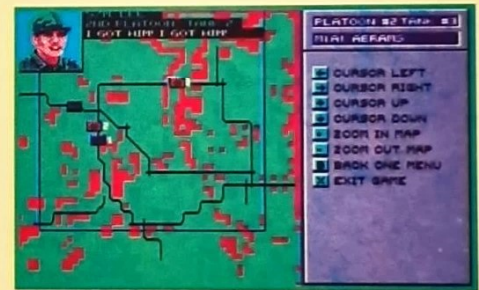 2ND PLATOON, TANK 2
I GOT HIM! I GOT HIM!
PLATOON #2 TANK #3
M1A1 ABRAMS
CURSOR LEFT
CURSOR RIGHT
CURSOR UP
CURSOR DOWN
ZOOM IN MAP
ZOOM OUT MAP
BACK ONE MENU
EXIT GAME